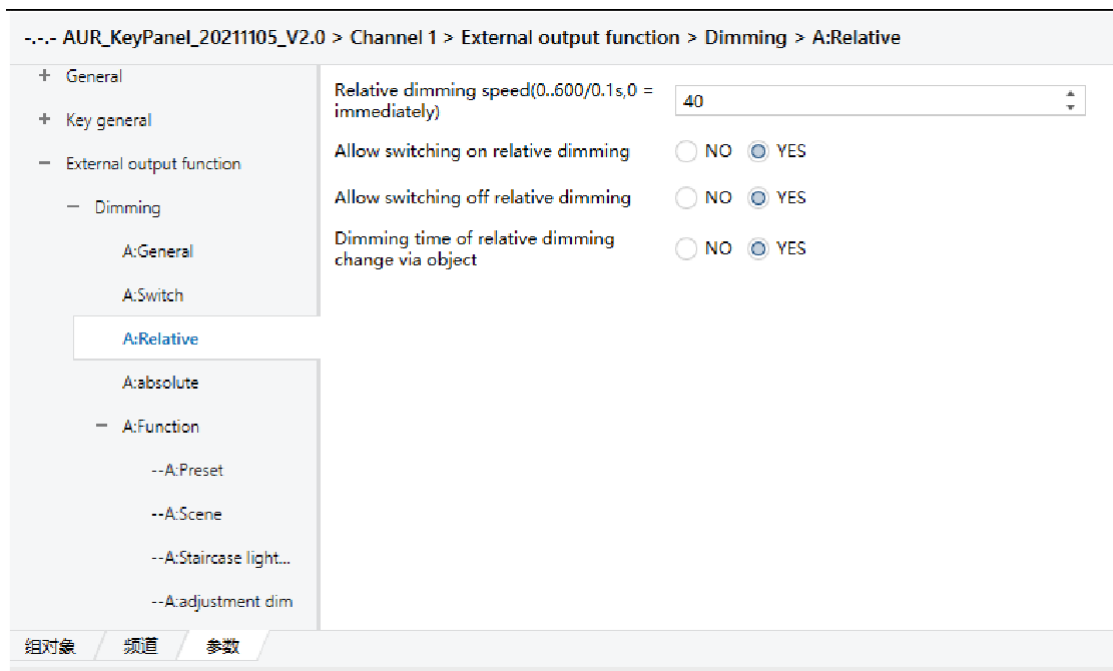 -.-.- AUR_KeyPanel_20211105_V2.0 > Channel 1 > External output function > Dimming > A:Relative
+ General
+ Key general
− External output function
− Dimming
A:General
A:Switch
A:Relative
A:absolute
− A:Function
--A:Preset
--A:Scene
--A:Staircase light...
--A:adjustment dim
Relative dimming speed(0..600/0.1s,0 =
immediately)
40
Allow switching on relative dimming NO YES
Allow switching off relative dimming NO YES
Dimming time of relative dimming
change via object NO YES
组对象 频道 参数